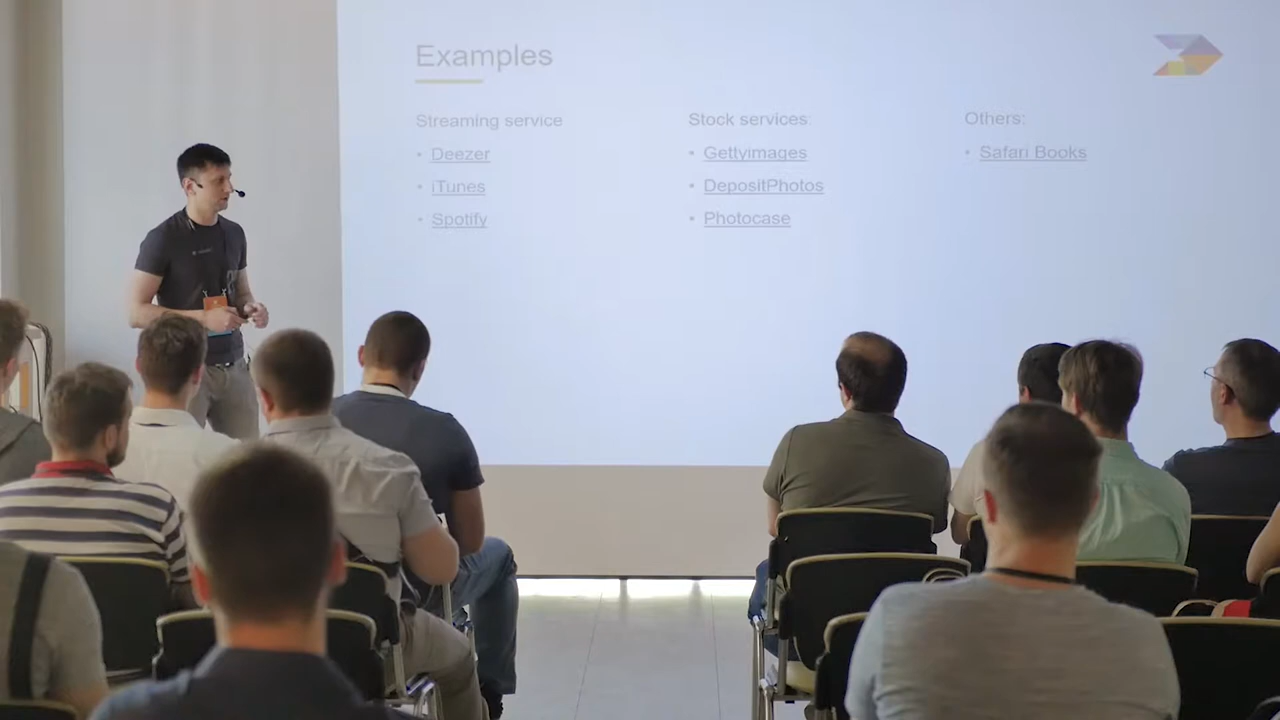 Examples
Streaming service
• Deezer
• iTunes
• Spotify
Stock services:
• Gettyimages
• DepositPhotos
• Photocase
Others:
• Safari Books